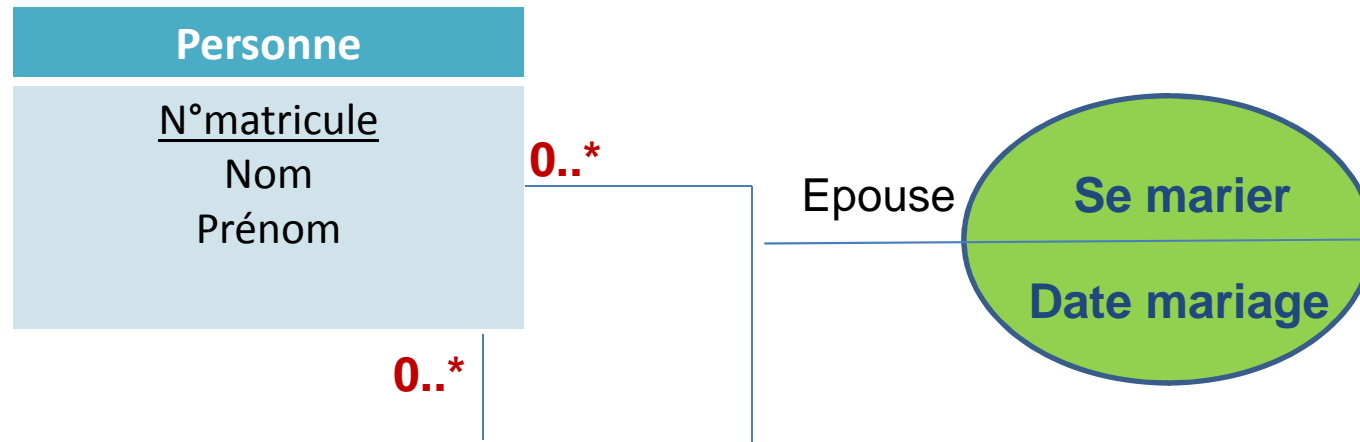 Personne
N°matricule
Nom
Prénom
0..*
0..*
Epouse
Se marier
Date mariage